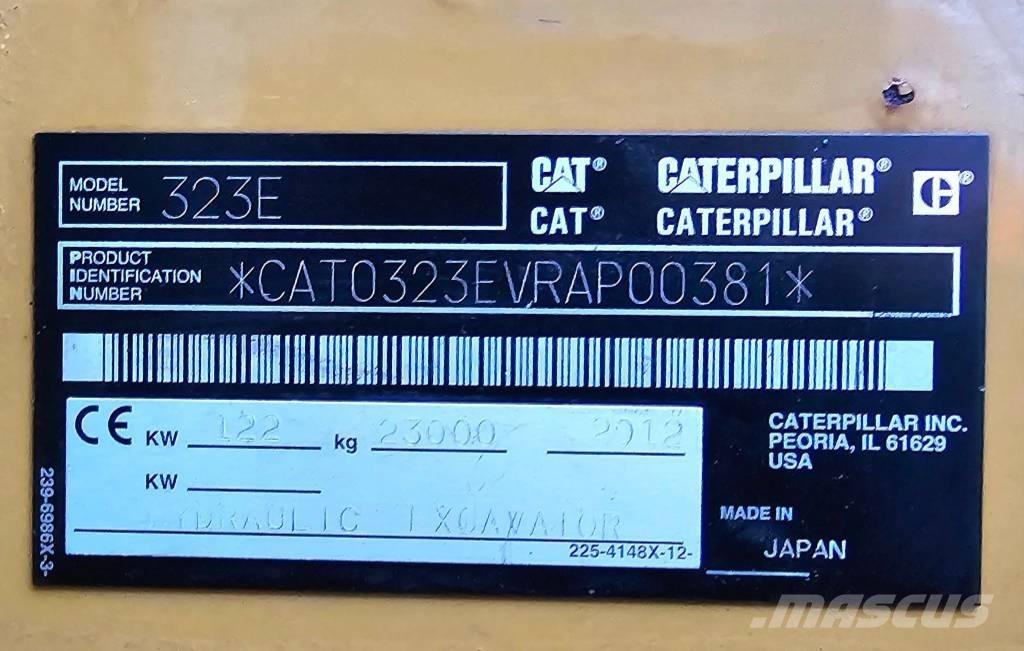 MODEL NUMBER 323E
CAT® CATERPILLAR®
CAT® CATERPILLAR®
PRODUCT IDENTIFICATION NUMBER *CAT0323EVRAP00381*
CE KW 122 kg 23000 2012
KW
HYDRAULIC EXCAVATOR
225-4148X-12-
239-6986X-3-
CATERPILLAR INC.
PEORIA, IL 61629
USA
MADE IN
JAPAN
MASCUS